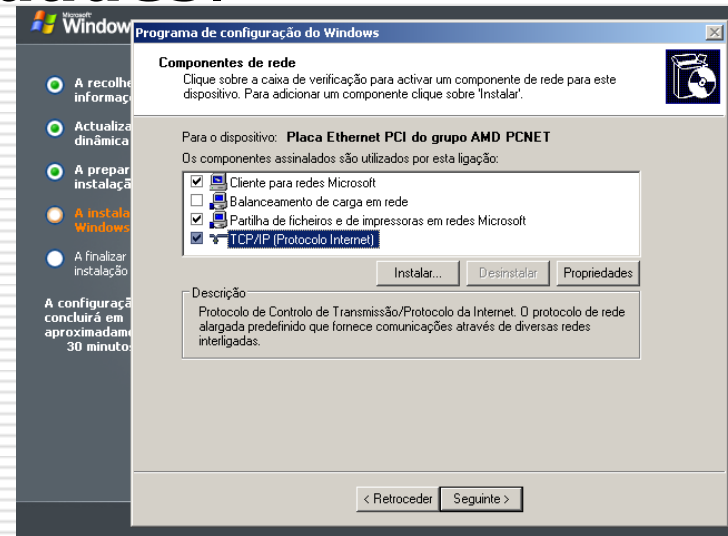 Microsoft
Window
Programa de configuração do Windows
Componentes de rede
Clique sobre a caixa de verificação para activar um componente de rede para este
dispositivo. Para adicionar um componente clique sobre 'Instalar'.
A recolhe
informaç
Actualiza
dinâmica
A prepar
instalaçã
A instala
Windows
A finalizar
instalação
A configuraçã
concluirá em
aproximadame
30 minuto
Para o dispositivo: Placa Ethernet PCI do grupo AMD PCNET
Os componentes assinalados são utilizados por esta ligação:
Cliente para redes Microsoft
Balanceamento de carga em rede
Partilha de ficheiros e de impressoras em redes Microsoft
TCP/IP (Protocolo Internet)
Instalar... Desinstalar Propriedades
Descrição
Protocolo de Controlo de Transmissão/Protocolo da Internet. O protocolo de rede
alargada predefinido que fornece comunicações através de diversas redes
interligadas.
< Retroceder Seguinte >